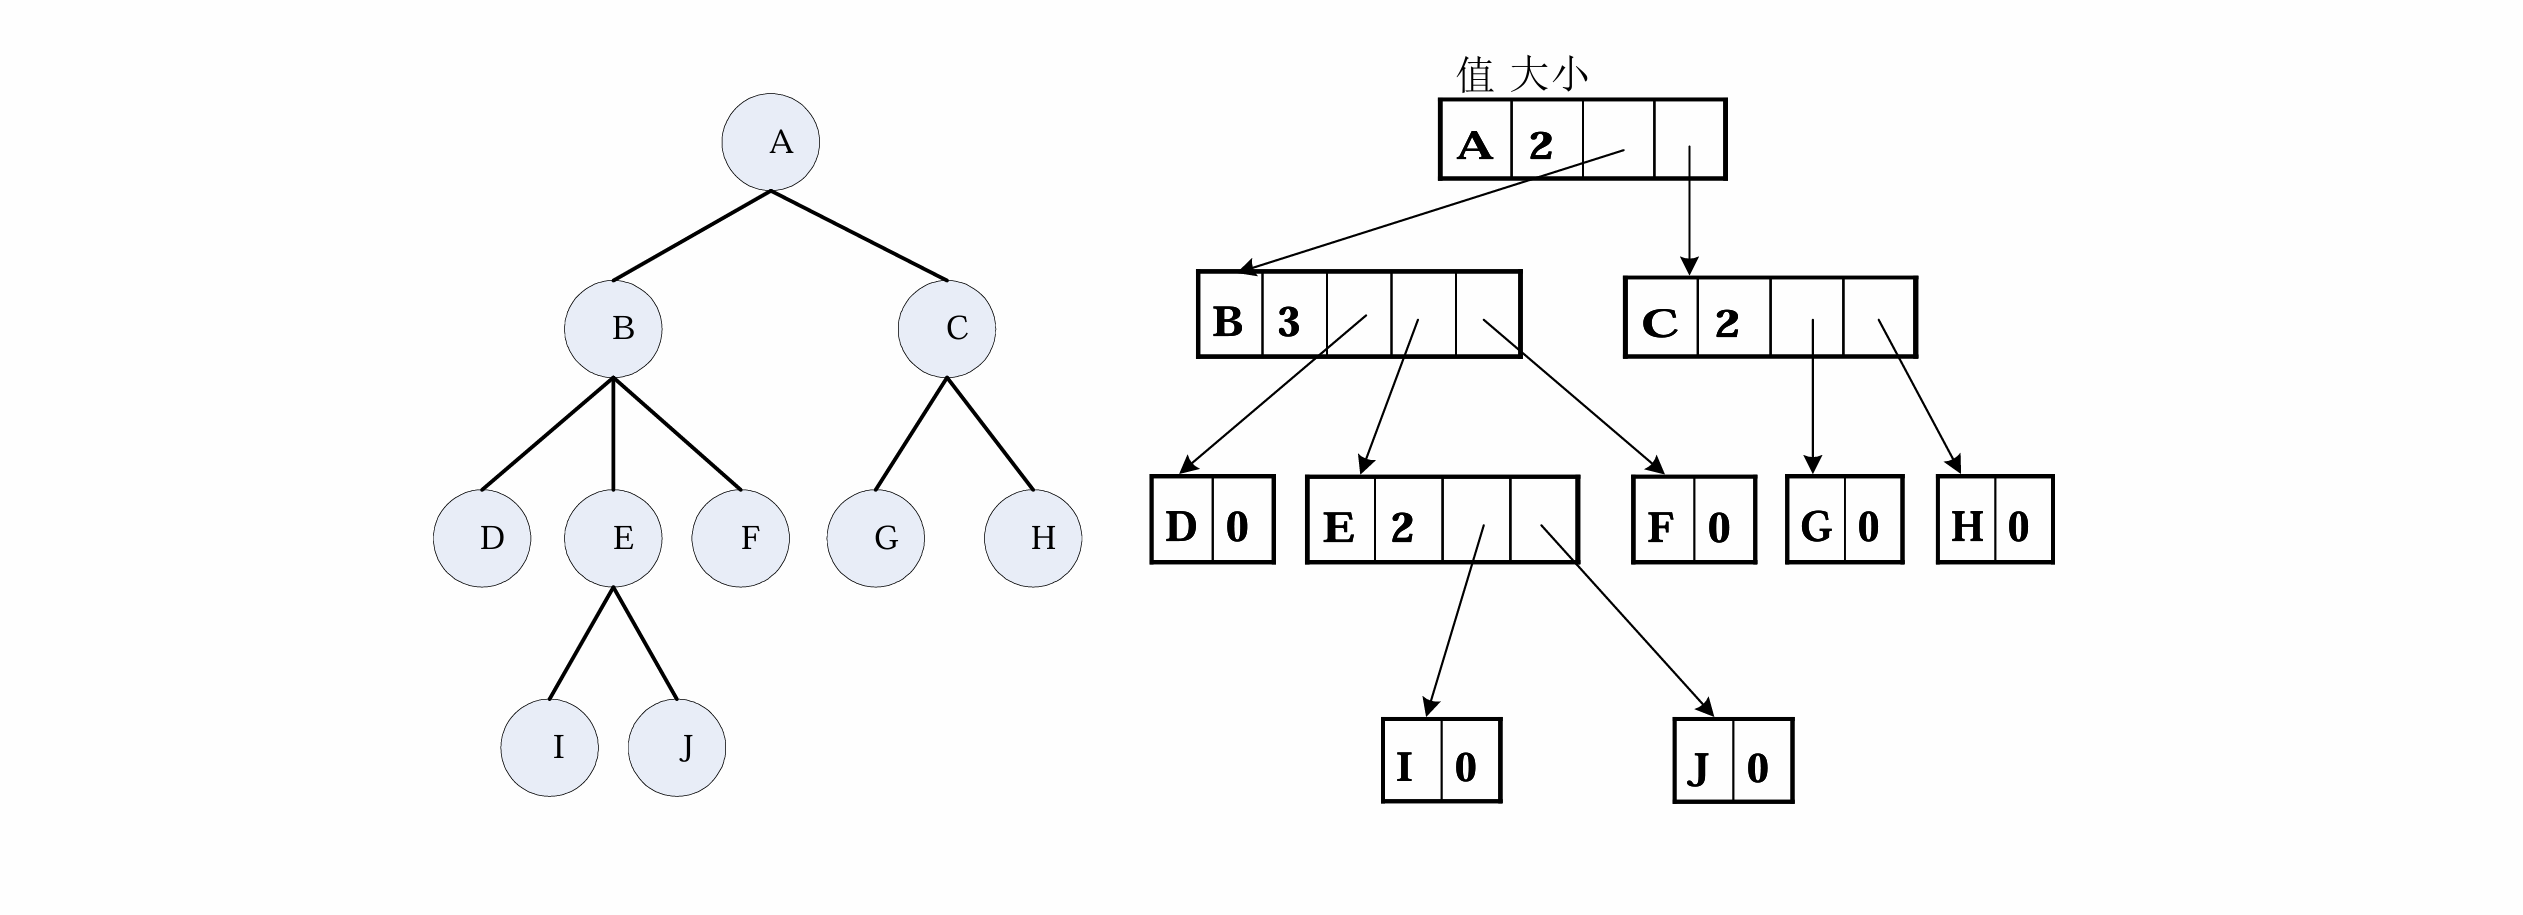 值 大小
A
A 2
B C
B 3
C 2
D E F G H
D 0
E 2
F 0
G 0
H 0
I J
I 0
J 0